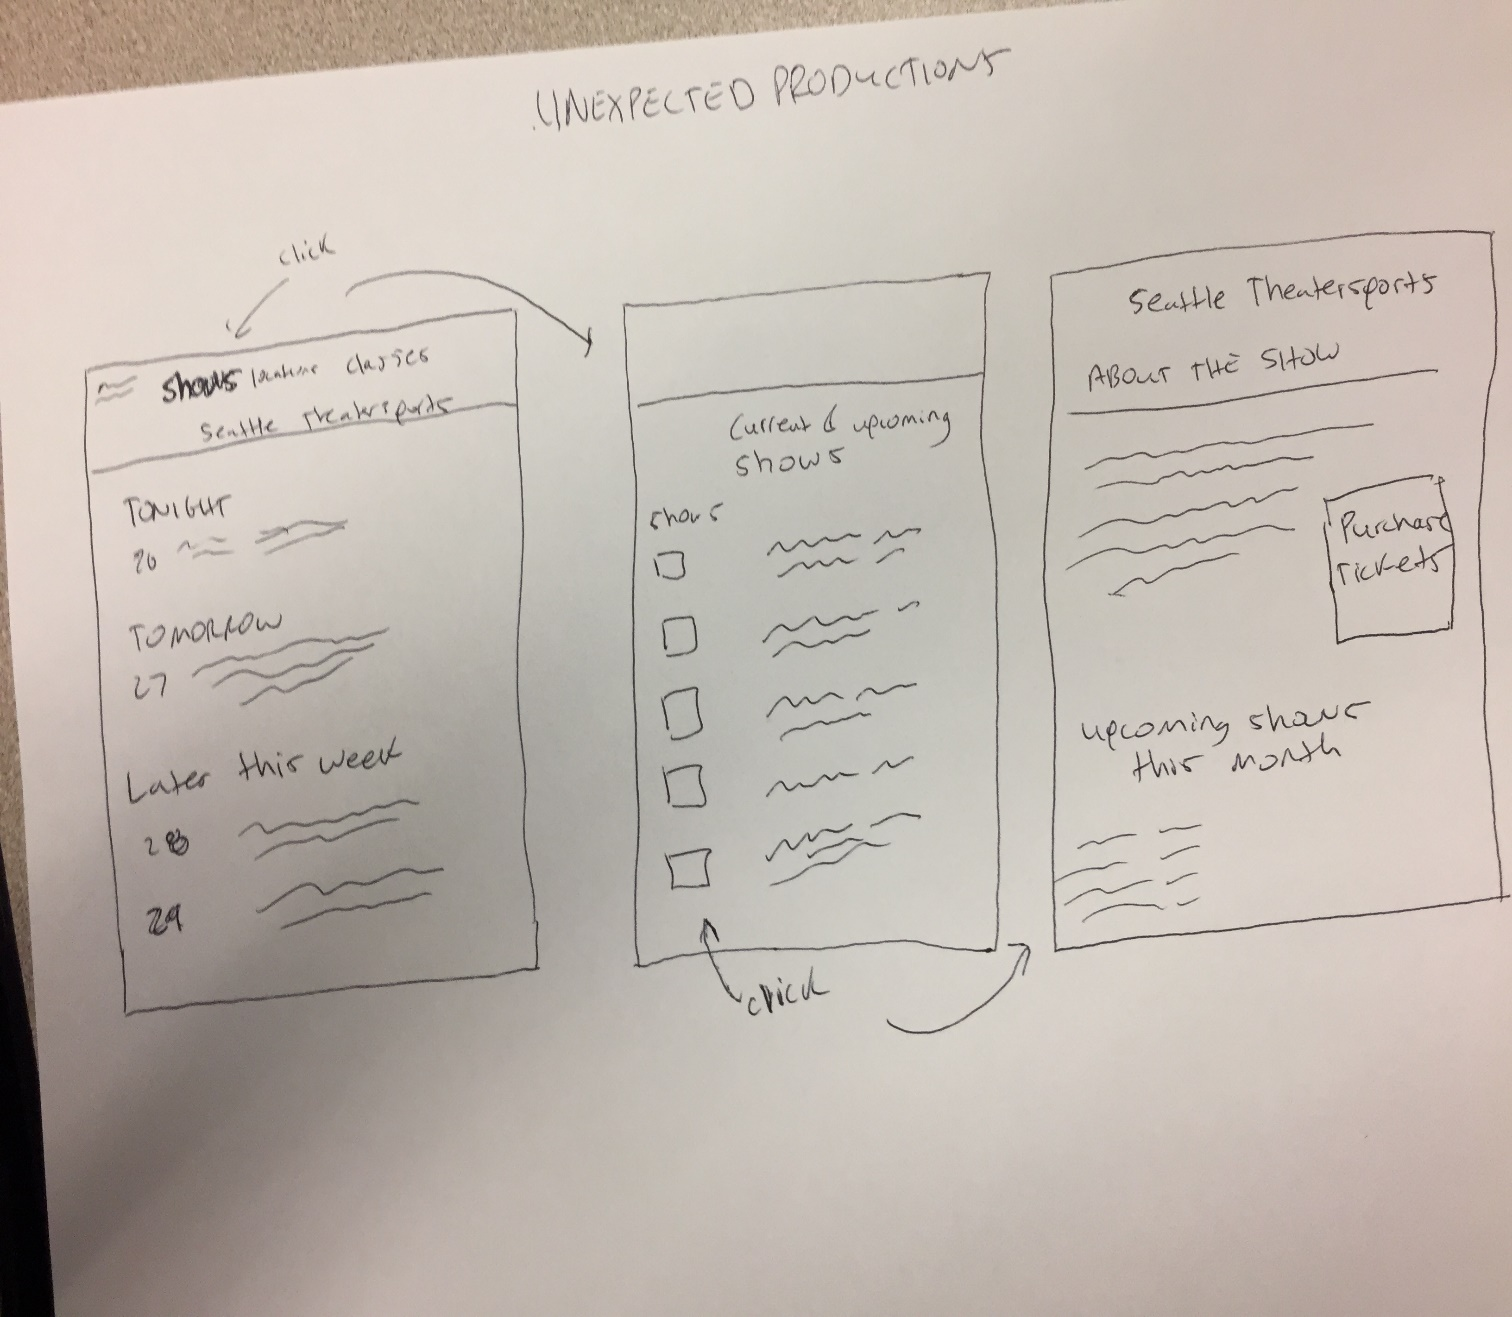 UNEXPECTED PRODUCTIONS
click
shows locations classes
Seattle Theatersports
TONIGHT
26
TOMORROW
27
Later this week
28
29
Current & upcoming
shows
shows
click
Seattle Theatersports
ABOUT THE SHOW
Purchase
Tickets
upcoming shows
this month